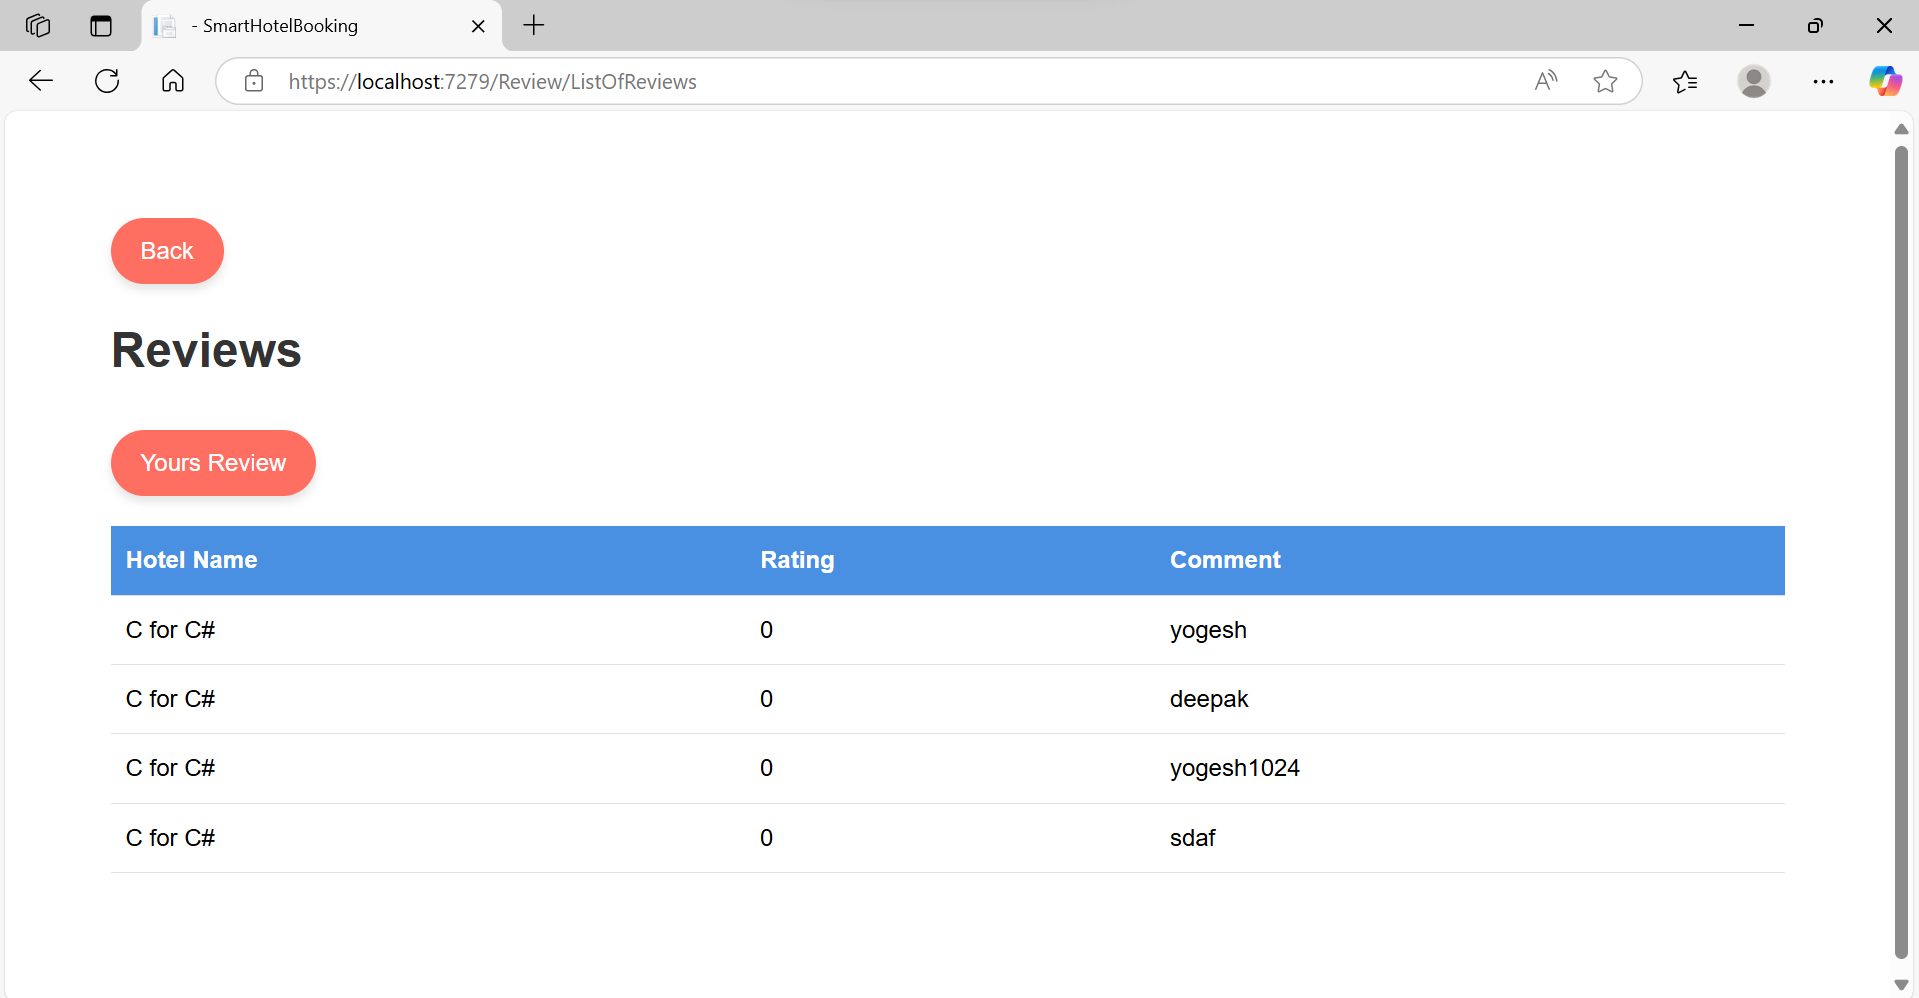 - SmartHotelBooking
https://localhost:7279/Review/ListOfReviews
Back
Reviews
Yours Review
Hotel Name Rating Comment
C for C# 0 yogesh
C for C# 0 deepak
C for C# 0 yogesh1024
C for C# 0 sdaf